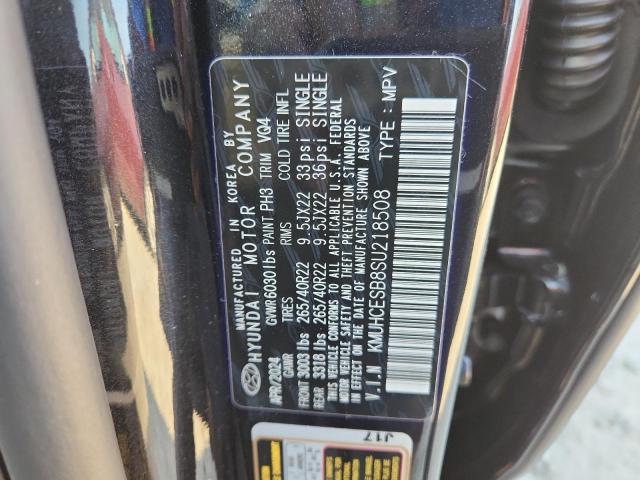 MANUFACTURED IN KOREA BY
HYUNDAI MOTOR COMPANY
APR/2024 GVWR 6030 lbs PAINT PH3 TRIM VQ4
GAWR TIRES RIMS COLD TIRE INFL
FRONT 3003 lbs 265/40R22 9.5JX22 33psi SINGLE
REAR 3318 lbs 265/40R22 9.5JX22 36psi SINGLE
THIS VEHICLE CONFORMS TO ALL APPLICABLE U.S.A. FEDERAL
MOTOR VEHICLE SAFETY AND THEFT PREVENTION STANDARDS
IN EFFECT ON THE DATE OF MANUFACTURE SHOWN ABOVE
V.I.N KMUHCESB8SU218508 TYPE : MPV
J17